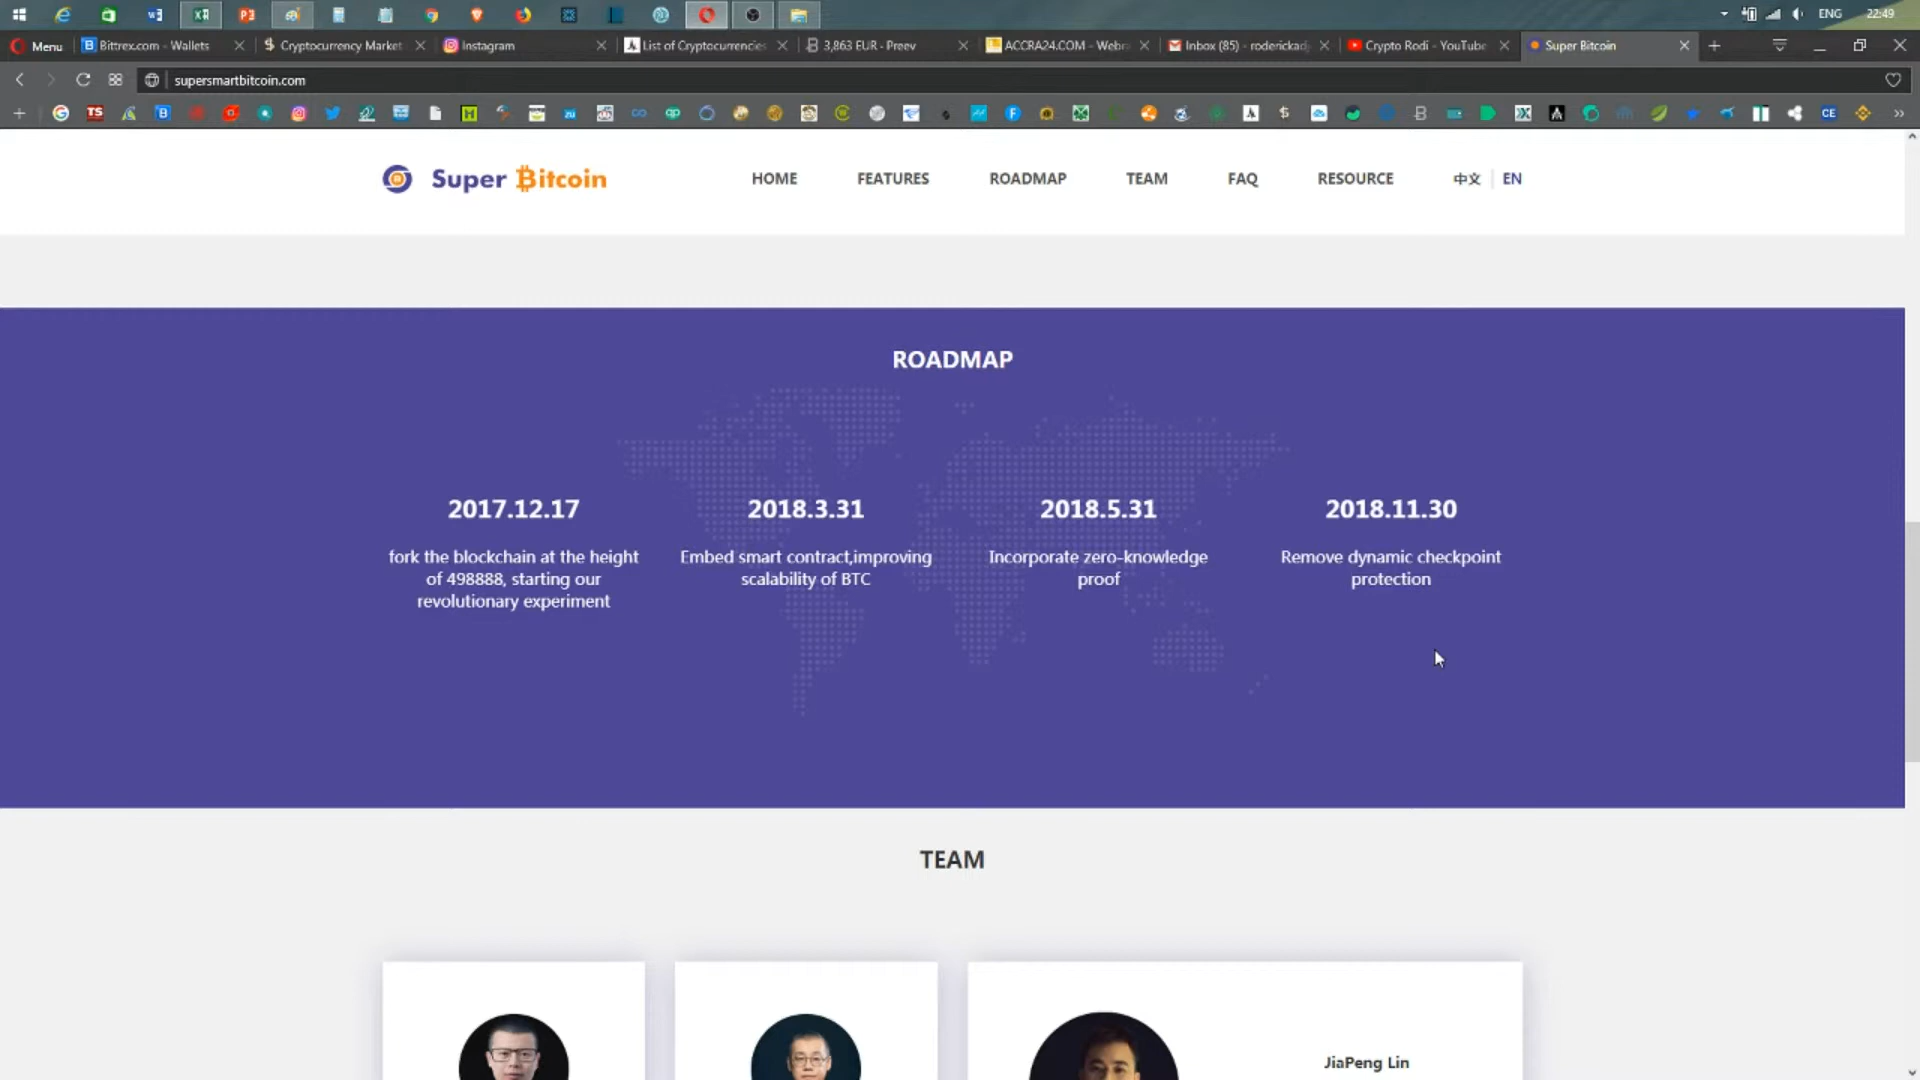 ENG 22:49
Menu Bittrex.com - Wallets Cryptocurrency Market Instagram List of Cryptocurrencies 3,863 EUR - Preev ACCRA24.COM - Webm Inbox (85) - roderickad Crypto Rodi - YouTube Super Bitcoin
supersmartbitcoin.com
Super Bitcoin HOME FEATURES ROADMAP TEAM FAQ RESOURCE 中文 EN
ROADMAP
2017.12.17 2018.3.31 2018.5.31 2018.11.30
fork the blockchain at the height Embed smart contract,improving Incorporate zero-knowledge Remove dynamic checkpoint
of 498888, starting our scalability of BTC proof protection
revolutionary experiment
TEAM
JiaPeng Lin